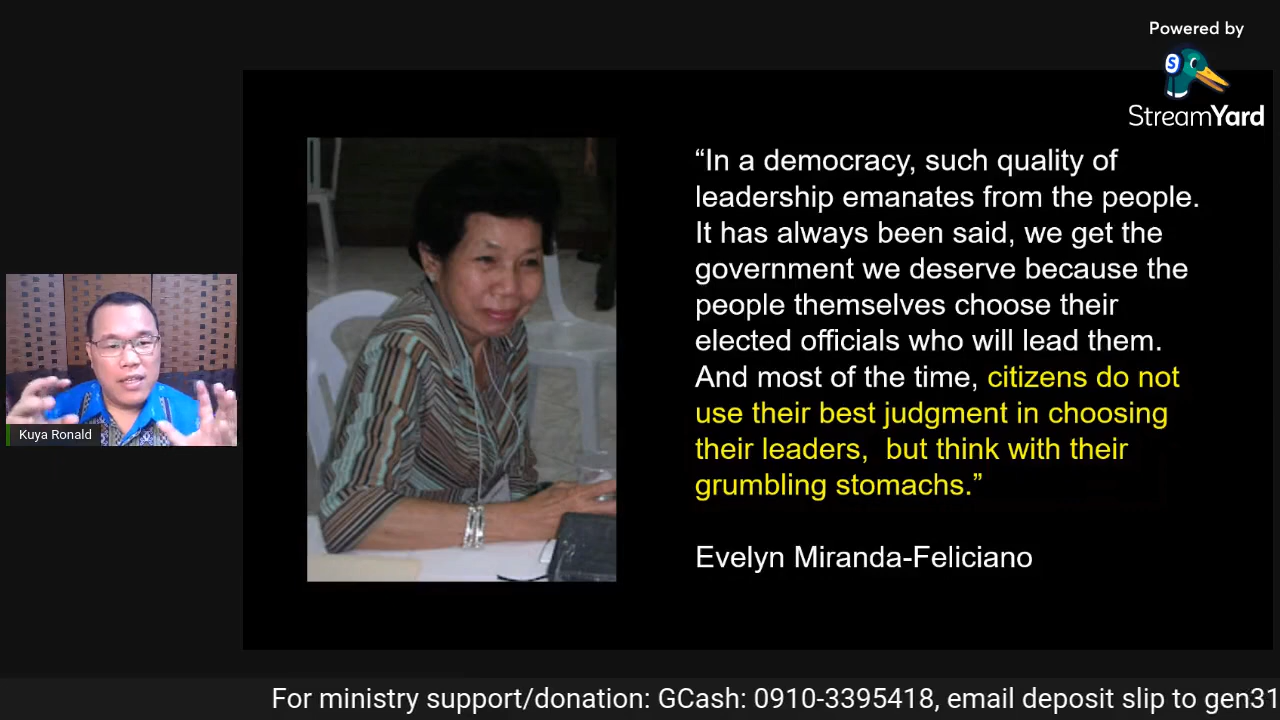 Powered by
S
StreamYard
“In a democracy, such quality of
leadership emanates from the people.
It has always been said, we get the
government we deserve because the
people themselves choose their
elected officials who will lead them.
And most of the time, citizens do not
use their best judgment in choosing
their leaders,  but think with their
grumbling stomachs.”
Evelyn Miranda-Feliciano
Kuya Ronald
For ministry support/donation: GCash: 0910-3395418, email deposit slip to gen31